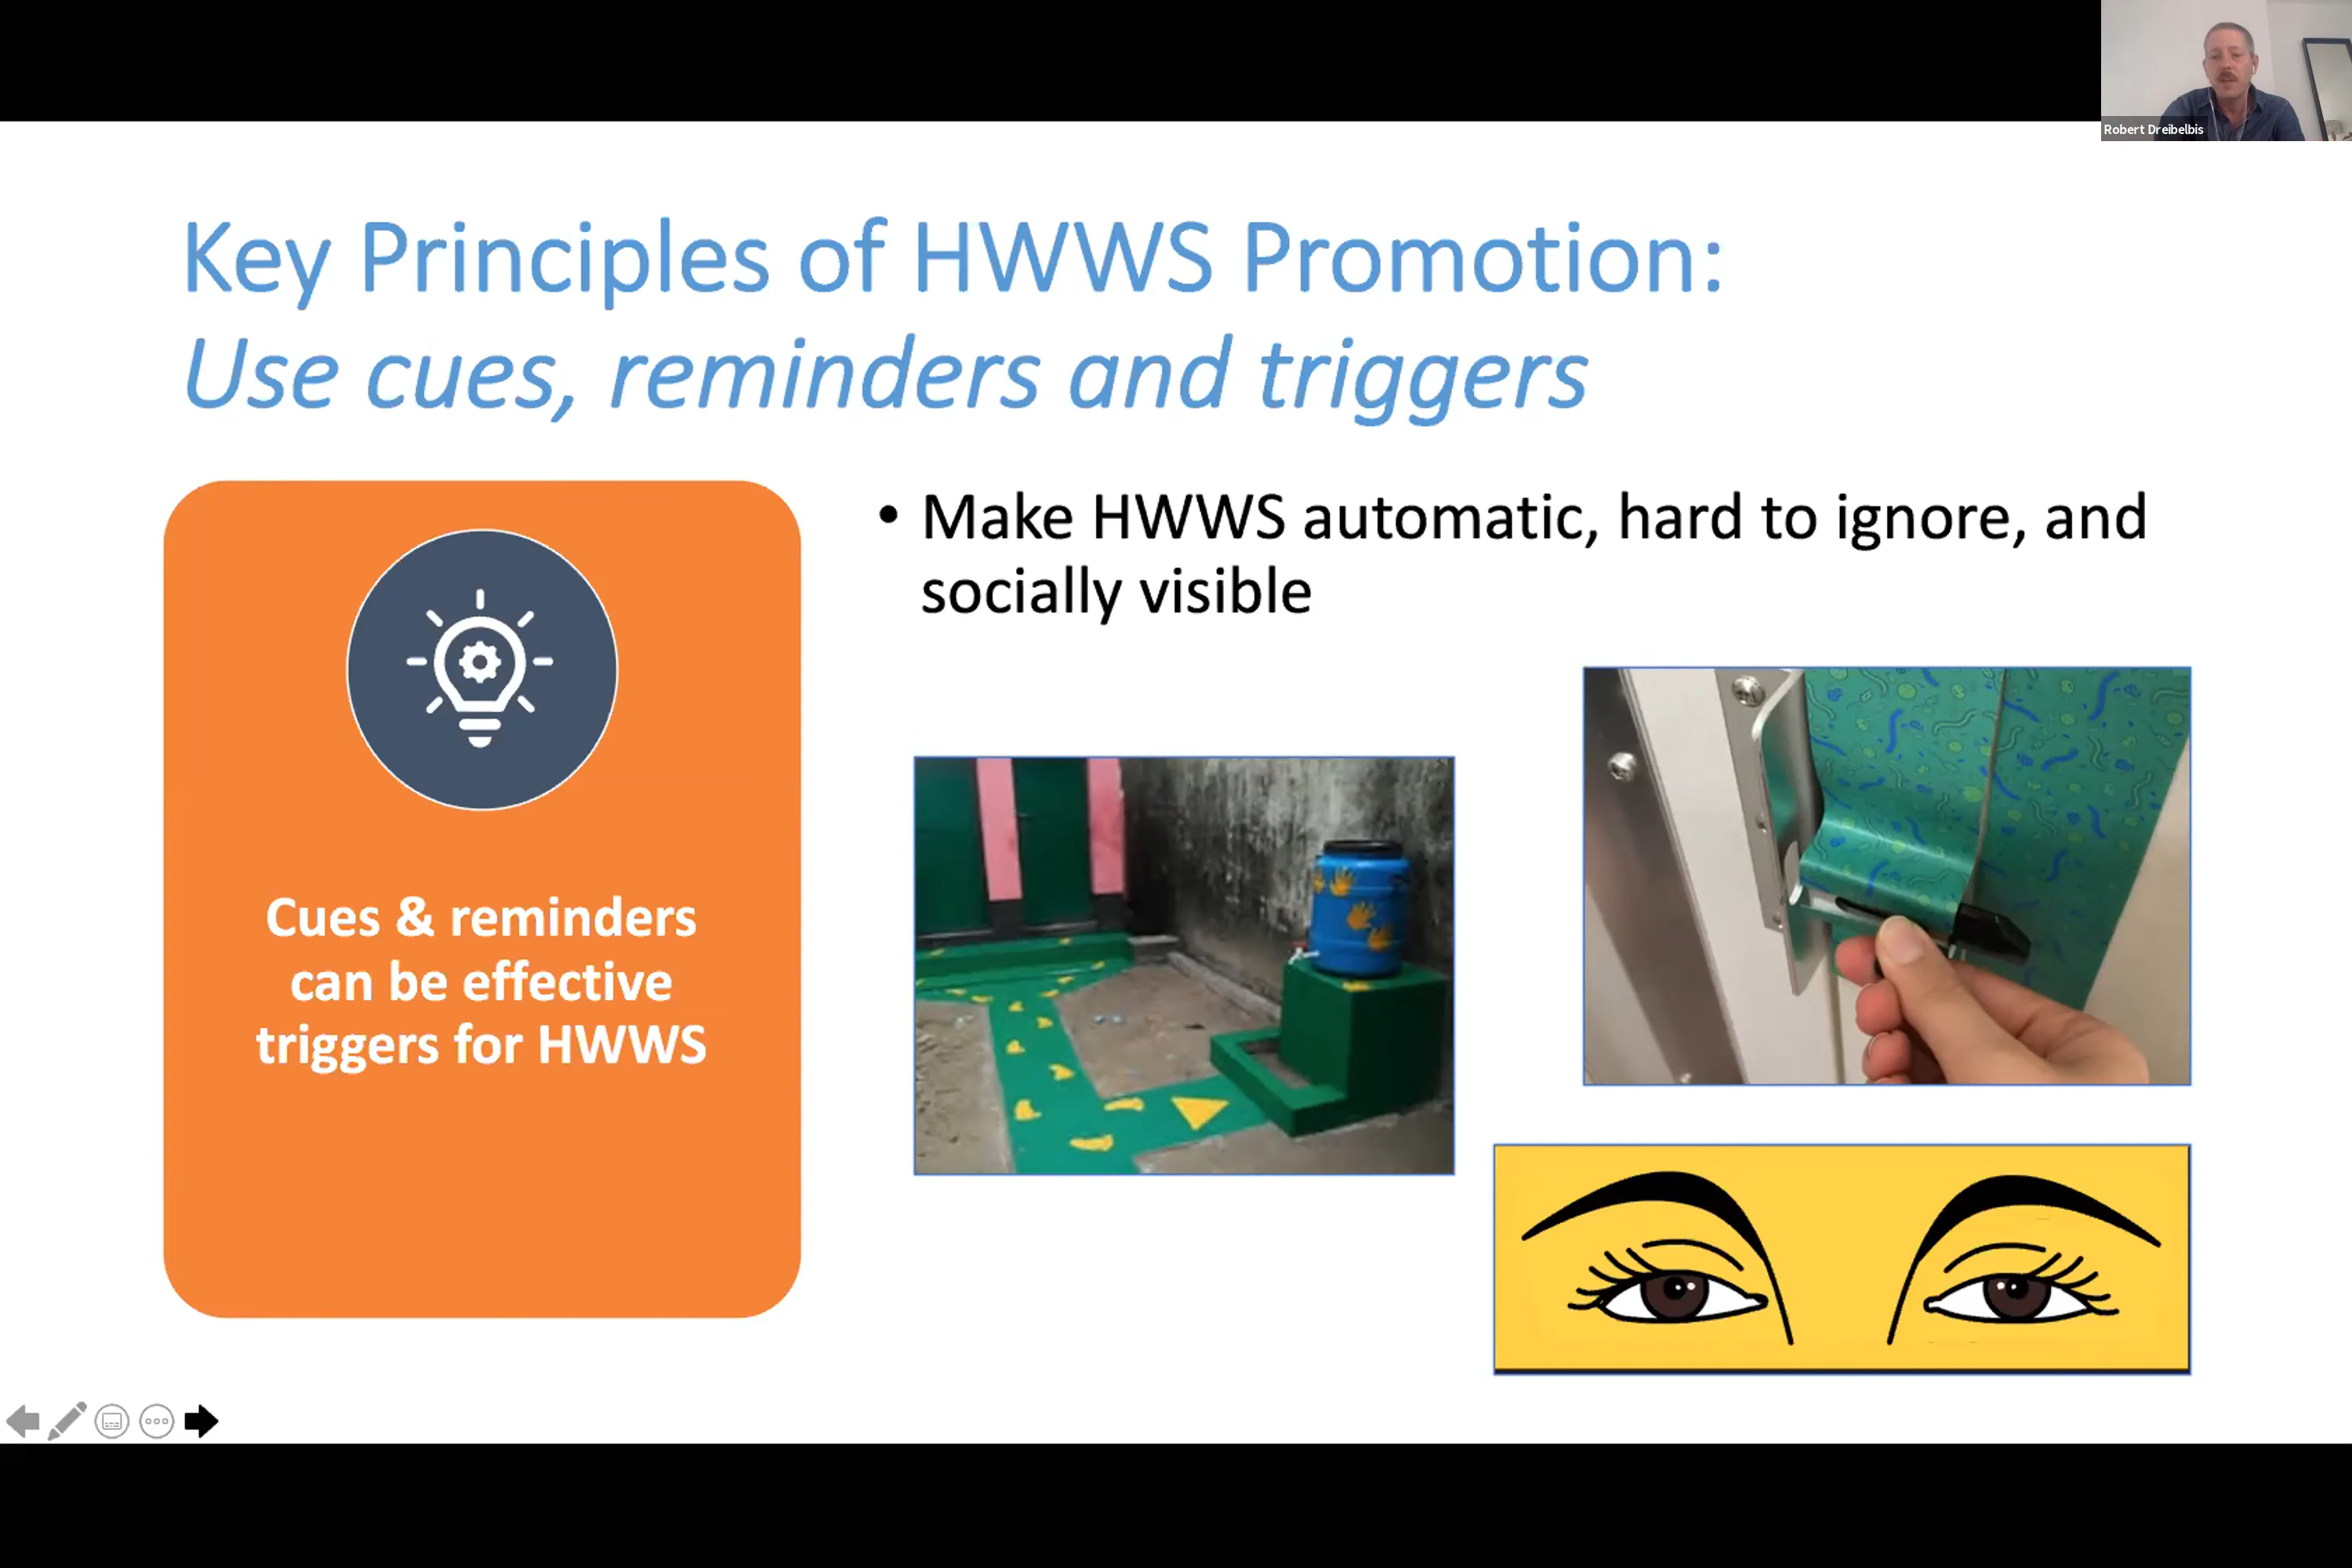 Robert Dreibelbis
Key Principles of HWWS Promotion:
Use cues, reminders and triggers
Cues & reminders
can be effective
triggers for HWWS
• Make HWWS automatic, hard to ignore, and
socially visible